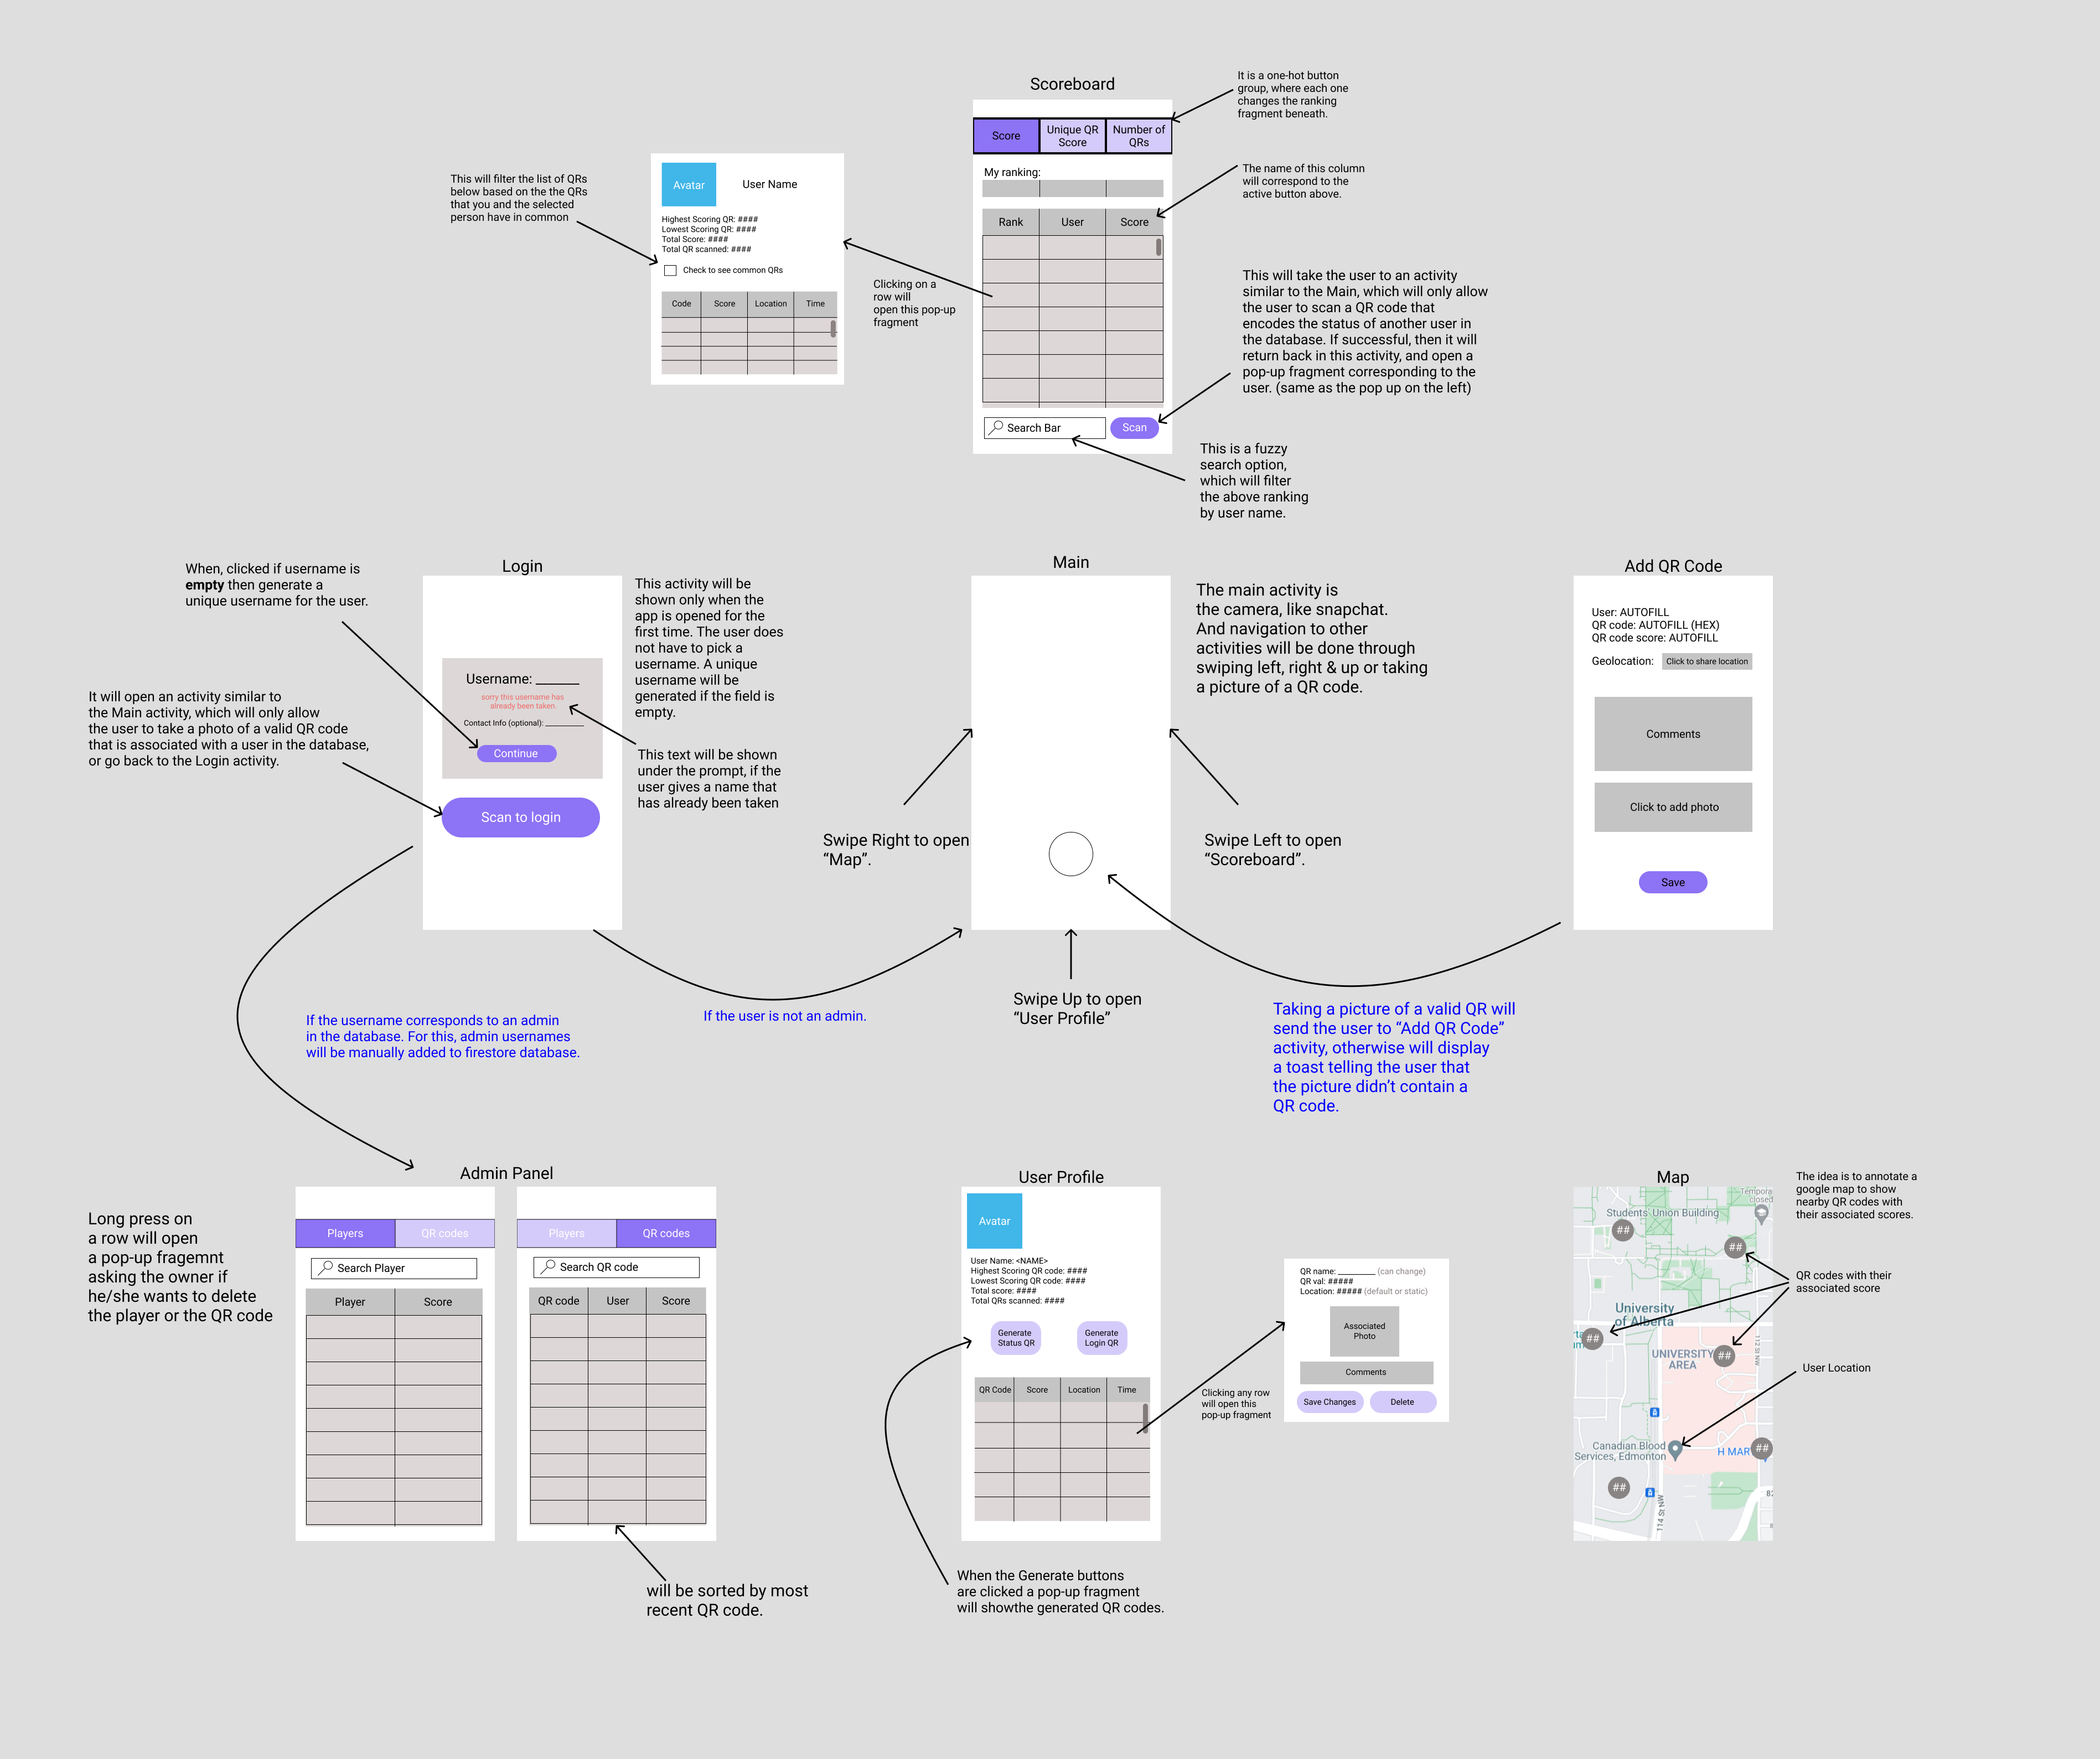 Scoreboard
It is a one-hot button
group, where each one
changes the ranking
fragment beneath.
Score
Unique QR
Score
Number of
QRs
My ranking:
The name of this column
will correspond to the
active button above.
Rank User Score
This will filter the list of QRs
below based on the the QRs
that you and the selected
person have in common
Avatar
User Name
Highest Scoring QR: ####
Lowest Scoring QR: ####
Total Score: ####
Total QR scanned: ####
Check to see common QRs
Code Score Location Time
Clicking on a
row will
open this pop-up
fragment
This will take the user to an activity
similar to the Main, which will only allow
the user to scan a QR code that
encodes the status of another user in
the database. If successful, then it will
return back in this activity, and open a
pop-up fragment corresponding to the
user. (same as the pop up on the left)
Search Bar
Scan
This is a fuzzy
search option,
which will filter
the above ranking
by user name.
When, clicked if username is
empty then generate a
unique username for the user.
It will open an activity similar to
the Main activity, which will only allow
the user to take a photo of a valid QR code
that is associated with a user in the database,
or go back to the Login activity.
Login
Username: _______
sorry this username has
already been taken.
Contact Info (optional): __________
Continue
Scan to login
This activity will be
shown only when the
app is opened for the
first time. The user does
not have to pick a
username. A unique
username will be
generated if the field is
empty.
This text will be shown
under the prompt, if the
user gives a name that
has already been taken
Main
The main activity is
the camera, like snapchat.
And navigation to other
activities will be done through
swiping left, right & up or taking
a picture of a QR code.
Swipe Right to open
“Map”.
Swipe Left to open
“Scoreboard”.
Swipe Up to open
“User Profile”
Add QR Code
User: AUTOFILL
QR code: AUTOFILL (HEX)
QR code score: AUTOFILL
Geolocation:
Click to share location
Comments
Click to add photo
Save
If the username corresponds to an admin
in the database. For this, admin usernames
will be manually added to firestore database.
If the user is not an admin.
Taking a picture of a valid QR will
send the user to “Add QR Code”
activity, otherwise will display
a toast telling the user that
the picture didn’t contain a
QR code.
Admin Panel
Long press on
a row will open
a pop-up fragemnt
asking the owner if
he/she wants to delete
the player or the QR code
Players QR codes
Search Player
Player Score
Players QR codes
Search QR code
QR code User Score
will be sorted by most
recent QR code.
User Profile
Avatar
User Name: <NAME>
Highest Scoring QR code: ####
Lowest Scoring QR code: ####
Total score: ####
Total QRs scanned: ####
Generate
Status QR
Generate
Login QR
QR Code Score Location Time
When the Generate buttons
are clicked a pop-up fragment
will showthe generated QR codes.
Clicking any row
will open this
pop-up fragment
QR name: _________ (can change)
QR val: #####
Location: ##### (default or static)
Associated
Photo
Comments
Save Changes
Delete
Map
The idea is to annotate a
google map to show
nearby QR codes with
their associated scores.
QR codes with their
associated score
User Location
Tempora
closed
Students' Union Building
##
##
University
of Alberta
##
UNIVERSITY
AREA
##
112 St NW
Canadian Blood
Services, Edmonton
H MAR
##
##
114 St NW